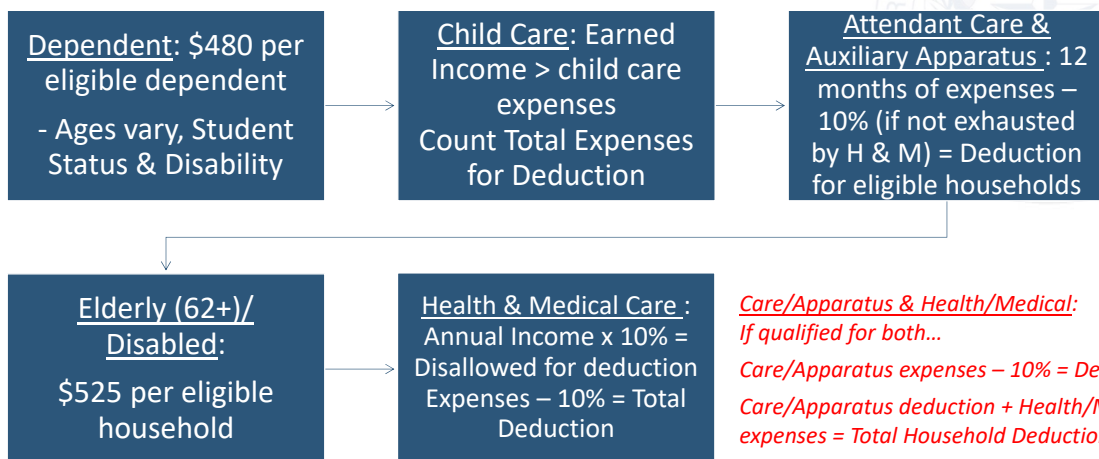 Dependent: $480 per
eligible dependent
- Ages vary, Student
Status & Disability
Child Care: Earned
Income > child care
expenses
Count Total Expenses
for Deduction
Attendant Care &
Auxiliary Apparatus : 12
months of expenses –
10% (if not exhausted
by H & M) = Deduction
for eligible households
Elderly (62+)/
Disabled:
$525 per eligible
household
Health & Medical Care :
Annual Income x 10% =
Disallowed for deduction
Expenses – 10% = Total
Deduction
Care/Apparatus & Health/Medical:
If qualified for both…
Care/Apparatus expenses – 10% = De
Care/Apparatus deduction + Health/M
expenses = Total Household Deductio